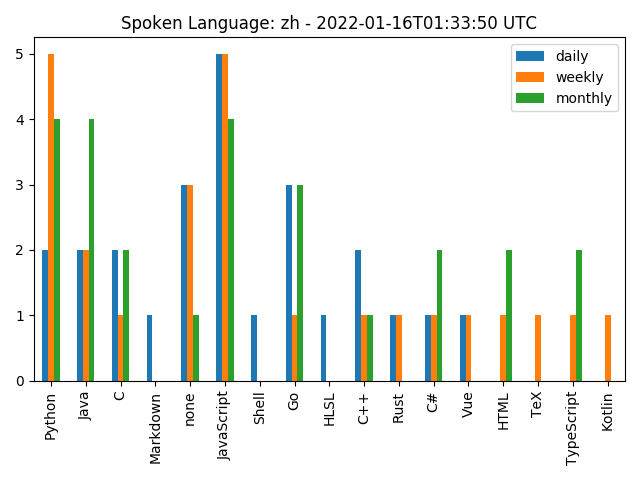 Spoken Language: zh - 2022-01-16T01:33:50 UTC
daily
weekly
monthly
5
4
3
2
1
0
Python
Java
C
Markdown
none
JavaScript
Shell
Go
HLSL
C++
Rust
C#
Vue
HTML
TeX
TypeScript
Kotlin